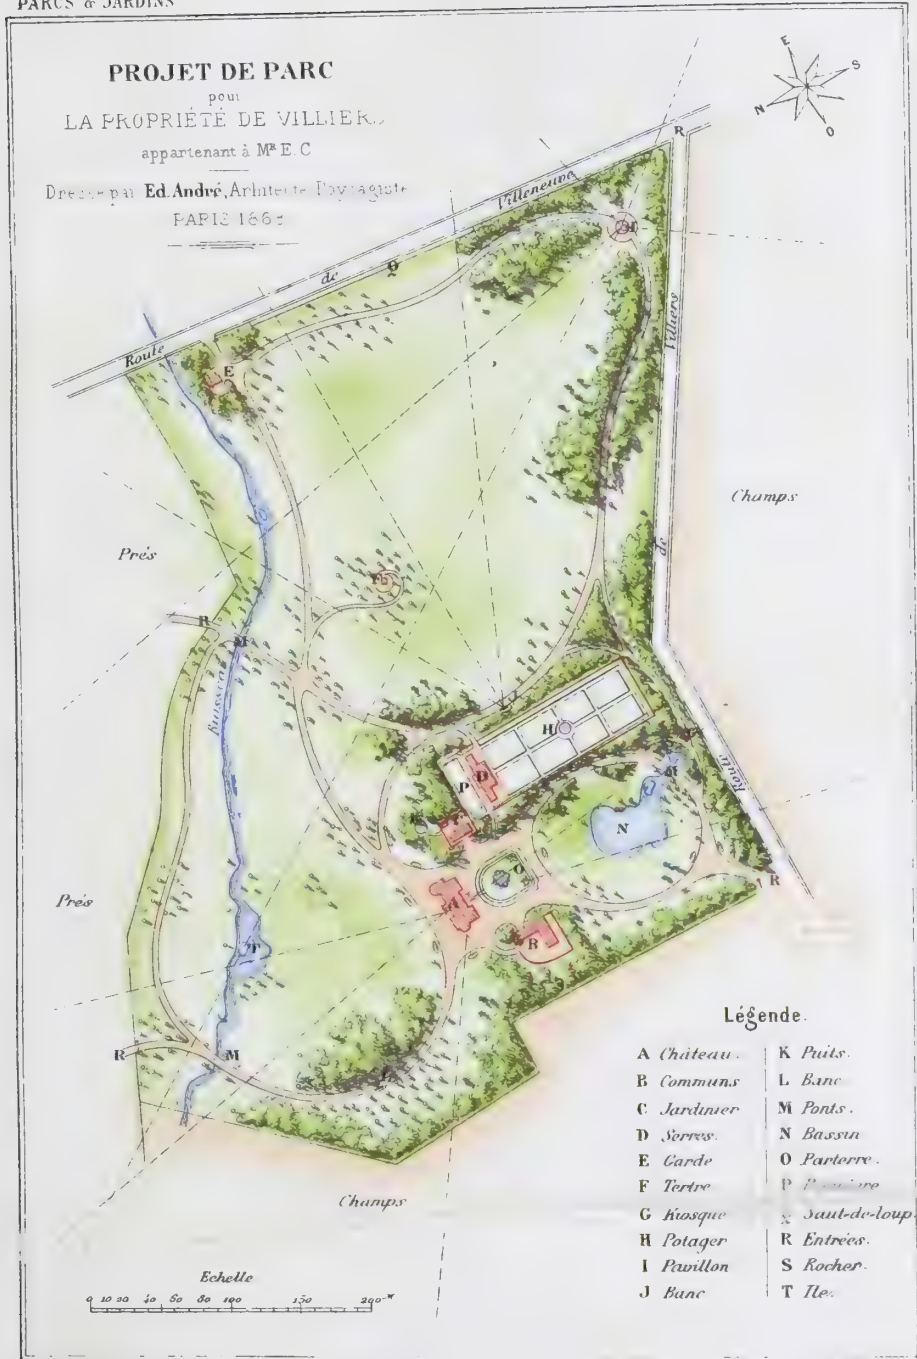 PARCS & JARDINS
PROJET DE PARC
pour
LA PROPRIÉTÉ DE VILLIERS
appartenant à MR E. C
Dressé par Ed. André, Arhitecte Paysagiste
PARIS
E
S
N
O
R
Villeneuve
de
Q
Route
I
Villiers
E
Champs
Prés
de
R
M
Ruisseau
L
H
P
D
Route
N
O
R
A
Prés
B
R
M
Champs
Légende.
A Château.
B Communs
C Jardinier
D Serres.
E Garde
F Tertre
G Kiosque
H Potager
I Pavillon
J Banc
K Puits.
L Banc
M Ponts.
N Bassin
O Parterre.
P
Saut-de-loup.
R Entrées.
S Rocher.
T Ile.
Echelle
0 10 20 40 60 80 100 150 200 m